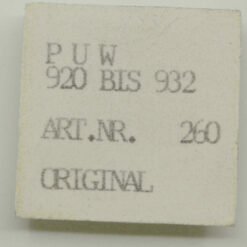 P U W
920 BIS 932
ART.NR. 260
ORIGINAL